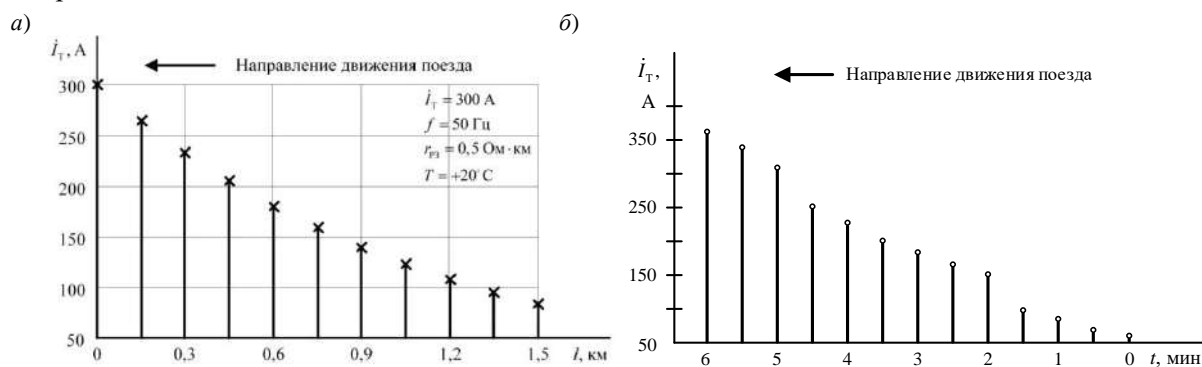 а)
İт, А
Направление движения поезда
300
250
200
150
100
50
İт = 300 А
f = 50 Гц
rрз = 0,5 Ом·км
T = +20° C
0 0,3 0,6 0,9 1,2 1,5 l, км
б)
İт,
А
Направление движения поезда
350
250
150
50
6 5 4 3 2 1 0 t, мин